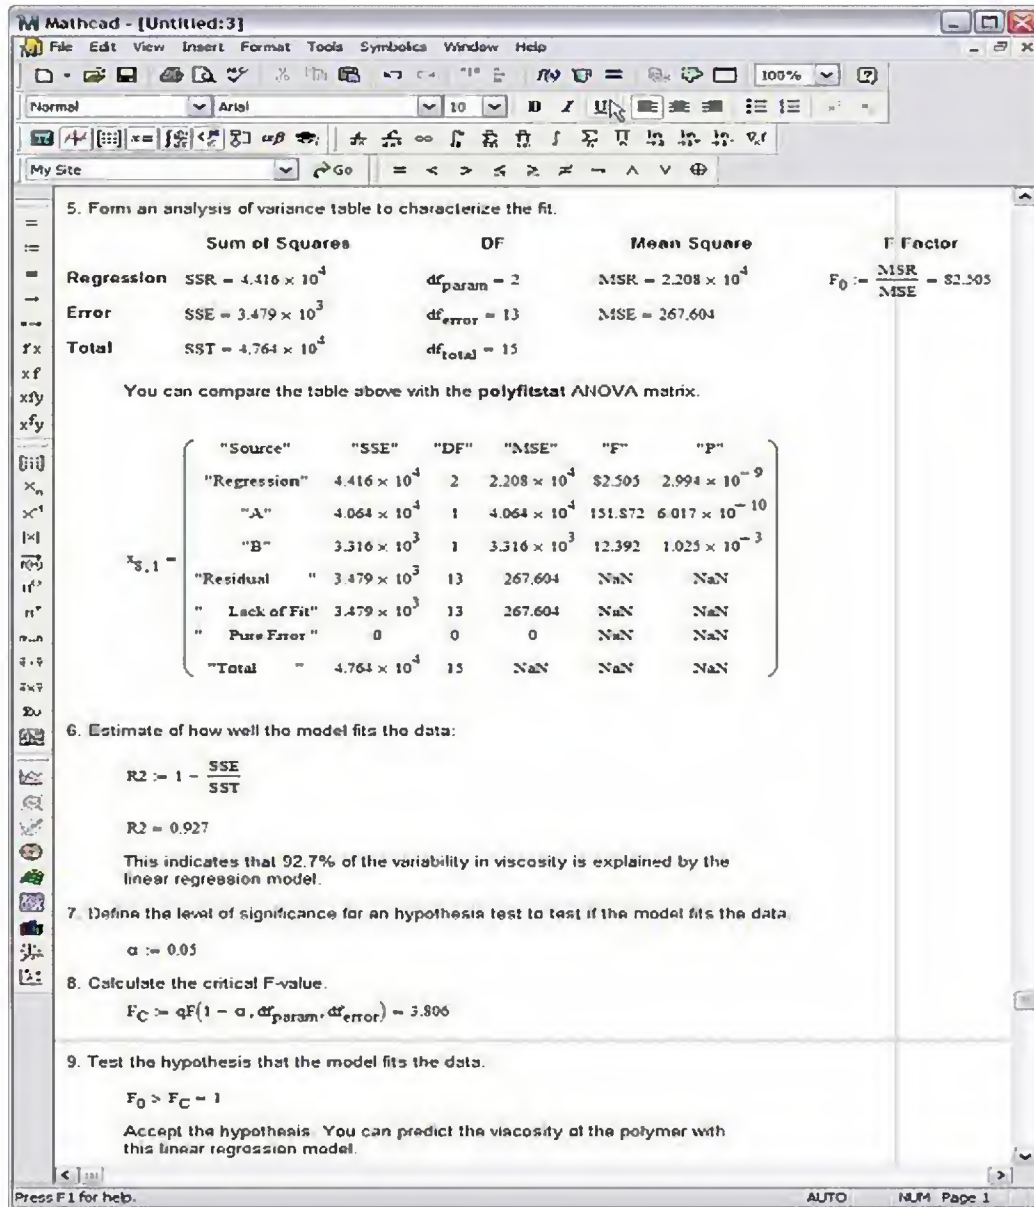 Mathcad - [Untitled:3]
File Edit View Insert Format Tools Symbolics Window Help
100%
Normal Arial 10 B I U
My Site Go = < > ≤ ≥ ≠ ¬ ∧ ∨ ⊕
5. Form an analysis of variance table to characterize the fit.
Sum of Squares DF Mean Square F Factor
Regression SSR = 4.416 × 10^4 df_param = 2 MSR = 2.208 × 10^4 F_0 := MSR/MSE = 82.505
Error SSE = 3.479 × 10^3 df_error = 13 MSE = 267.604
Total SST = 4.764 × 10^4 df_total = 15
You can compare the table above with the polyfitstat ANOVA matrix.
"Source" "SSE" "DF" "MSE" "F" "P"
"Regression" 4.416 × 10^4 2 2.208 × 10^4 82.505 2.994 × 10^-9
"A" 4.064 × 10^4 1 4.064 × 10^4 151.872 6.017 × 10^-10
"B" 3.316 × 10^3 1 3.316 × 10^3 12.392 1.025 × 10^-3
"Residual " 3.479 × 10^3 13 267.604 NaN NaN
" Lack of Fit" 3.479 × 10^3 13 267.604 NaN NaN
" Pure Error " 0 0 0 NaN NaN
"Total " 4.764 × 10^4 15 NaN NaN NaN
6. Estimate of how well the model fits the data:
R2 := 1 - SSE/SST
R2 = 0.927
This indicates that 92.7% of the variability in viscosity is explained by the
linear regression model.
7. Define the level of significance for an hypothesis test to test if the model fits the data
α := 0.05
8. Calculate the critical F-value.
F_C := qF(1 - α, df_param, df_error) = 3.806
9. Test the hypothesis that the model fits the data.
F_0 > F_C = 1
Accept the hypothesis. You can predict the viscosity of the polymer with
this linear regression model.
Press F1 for help. AUTO NUM Page 1